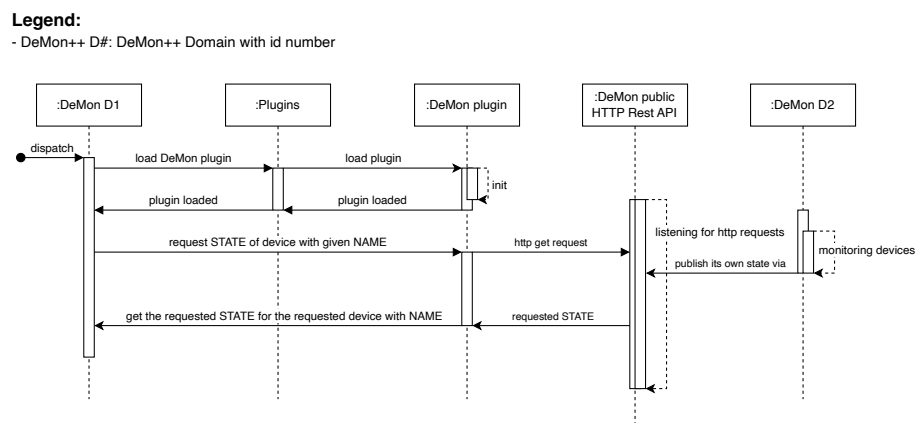 Legend:
- DeMon++ D#: DeMon++ Domain with id number
:DeMon D1
:Plugins
:DeMon plugin
:DeMon public
HTTP Rest API
:DeMon D2
dispatch
load DeMon plugin
load plugin
init
plugin loaded
plugin loaded
listening for http requests
request STATE of device with given NAME
http get request
monitoring devices
publish its own state via
get the requested STATE for the requested device with NAME
requested STATE